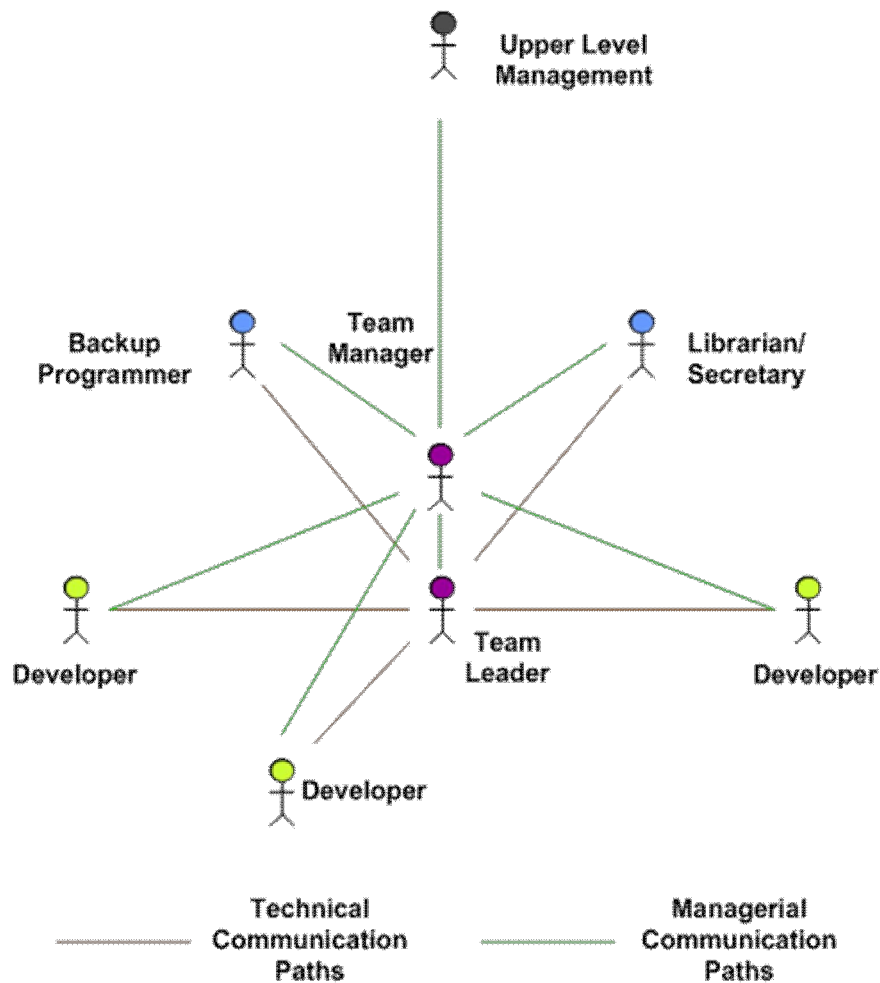 Upper Level
Management
Team
Manager
Backup
Programmer
Librarian/
Secretary
Team
Leader
Developer
Developer
Developer
Technical
Communication
Paths
Managerial
Communication
Paths